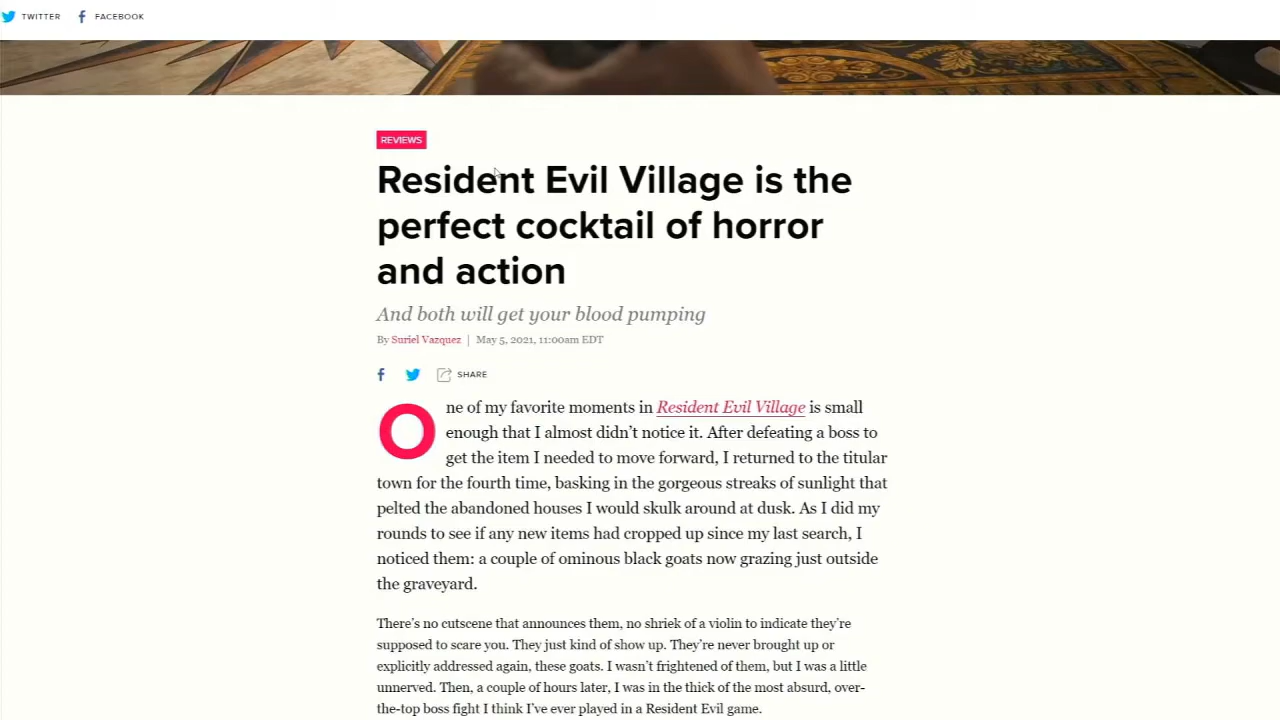 TWITTER FACEBOOK
REVIEWS
Resident Evil Village is the
perfect cocktail of horror
and action
And both will get your blood pumping
By Suriel Vazquez | May 5, 2021, 11:00am EDT
SHARE
One of my favorite moments in Resident Evil Village is small
enough that I almost didn’t notice it. After defeating a boss to
get the item I needed to move forward, I returned to the titular
town for the fourth time, basking in the gorgeous streaks of sunlight that
pelted the abandoned houses I would skulk around at dusk. As I did my
rounds to see if any new items had cropped up since my last search, I
noticed them: a couple of ominous black goats now grazing just outside
the graveyard.
There’s no cutscene that announces them, no shriek of a violin to indicate they’re
supposed to scare you. They just kind of show up. They’re never brought up or
explicitly addressed again, these goats. I wasn’t frightened of them, but I was a little
unnerved. Then, a couple of hours later, I was in the thick of the most absurd, over-
the-top boss fight I think I’ve ever played in a Resident Evil game.